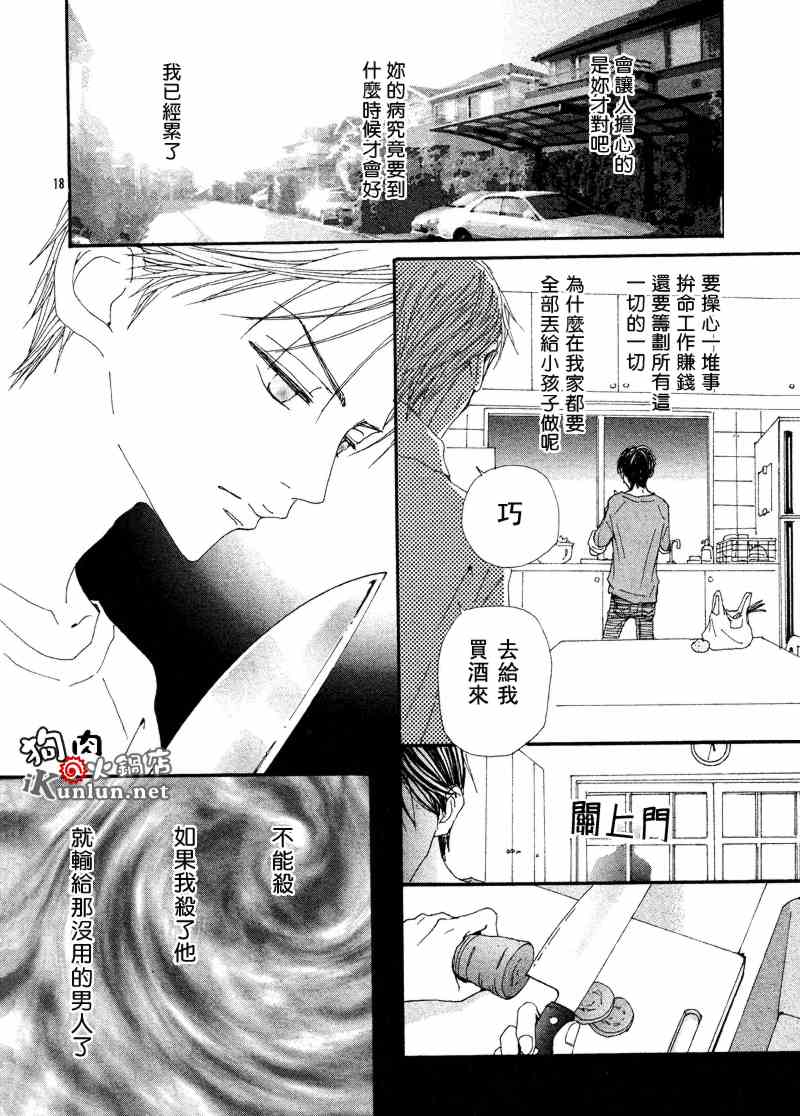 會讓人擔心的
是妳才對吧
妳的病究竟要到
什麼時候才會好
我已經累了
18
要操心一堆事
拚命工作賺錢
還要籌劃所有這
一切的一切
為什麼在我家都要
全部丟給小孩子做呢
巧
去給我
買酒來
關上門
不能殺
如果我殺了他
就輸給那沒用的男人了
狗肉火鍋店
iKunlun.net